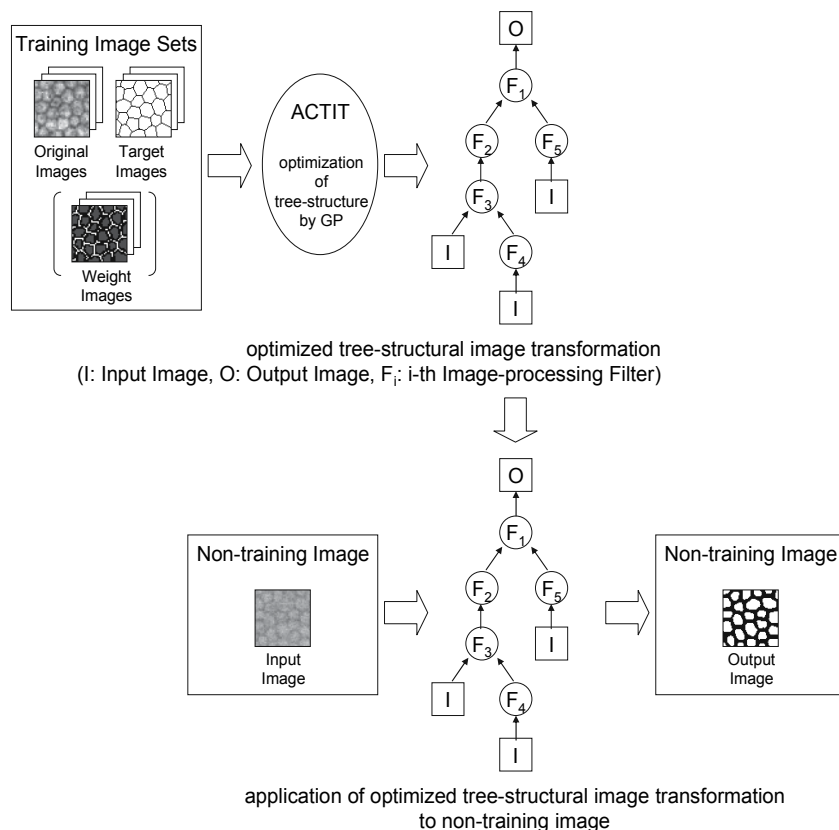 Training Image Sets
Original
Images
Target
Images
Weight
Images
ACTIT
optimization
of
tree-structure
by GP
O
F1
F2
F5
F3
I
I
F4
I
optimized tree-structural image transformation
(I: Input Image, O: Output Image, Fi: i-th Image-processing Filter)
Non-training Image
Input
Image
O
F1
F2
F5
F3
I
I
F4
I
Non-training Image
Output
Image
application of optimized tree-structural image transformation
to non-training image